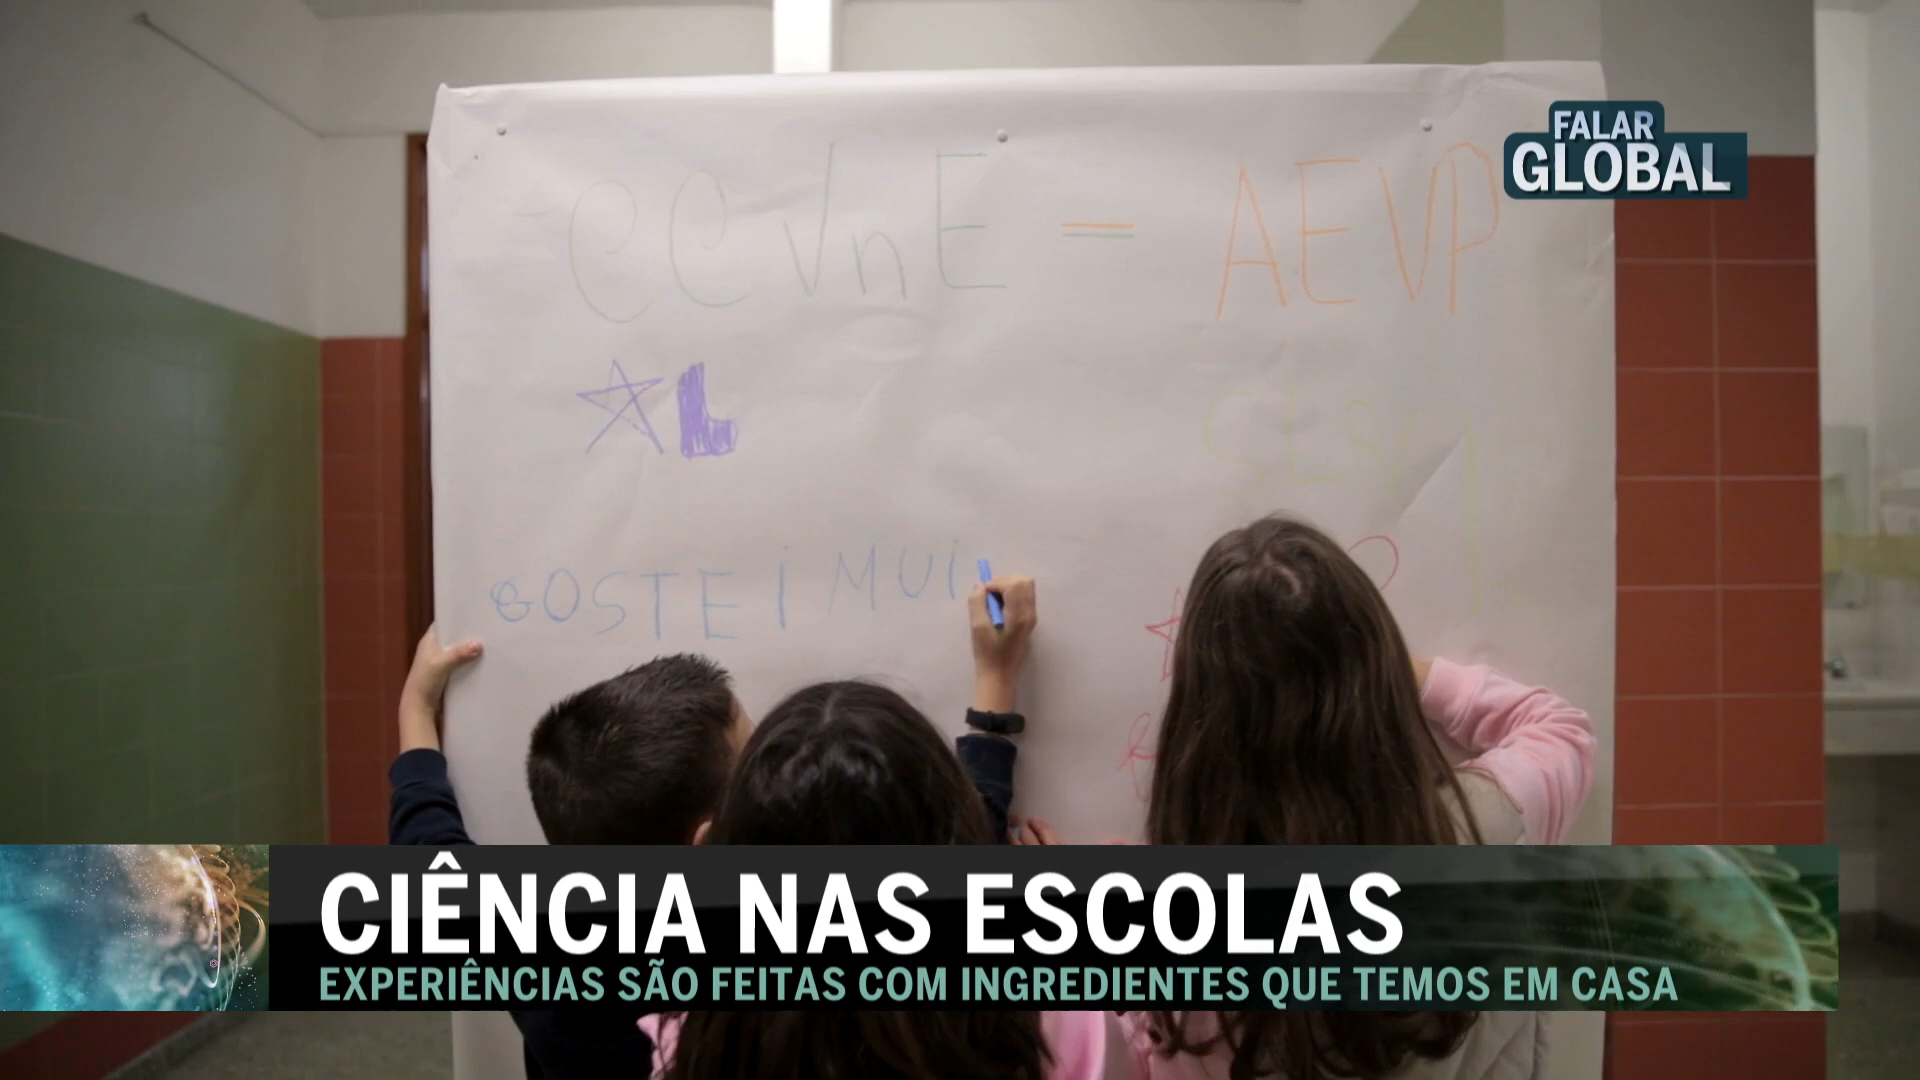 FALAR
GLOBAL
CCVnE = AEVP
GOSTEI MUI
CIÊNCIA NAS ESCOLAS
EXPERIÊNCIAS SÃO FEITAS COM INGREDIENTES QUE TEMOS EM CASA